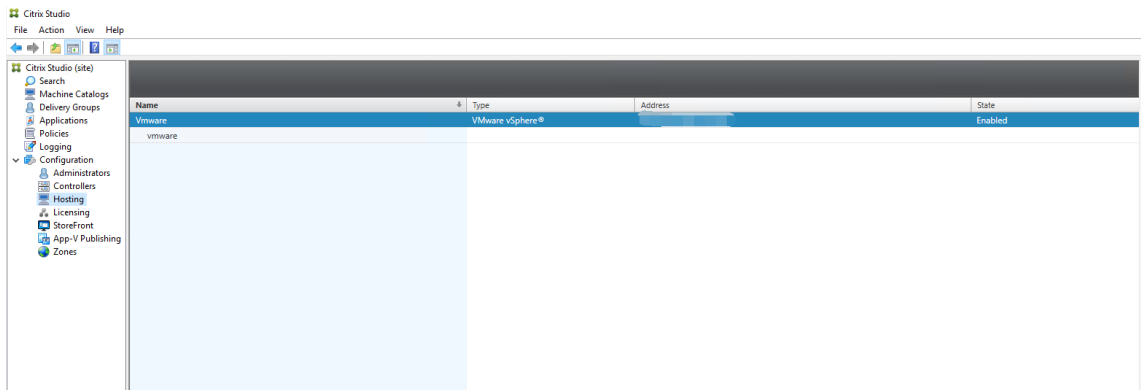 Citrix Studio
File Action View Help
Citrix Studio (site)
Search
Machine Catalogs
Delivery Groups
Applications
Policies
Logging
Configuration
Administrators
Controllers
Hosting
Licensing
StoreFront
App-V Publishing
Zones
Name Type Address State
Vmware VMware vSphere® Enabled
vmware